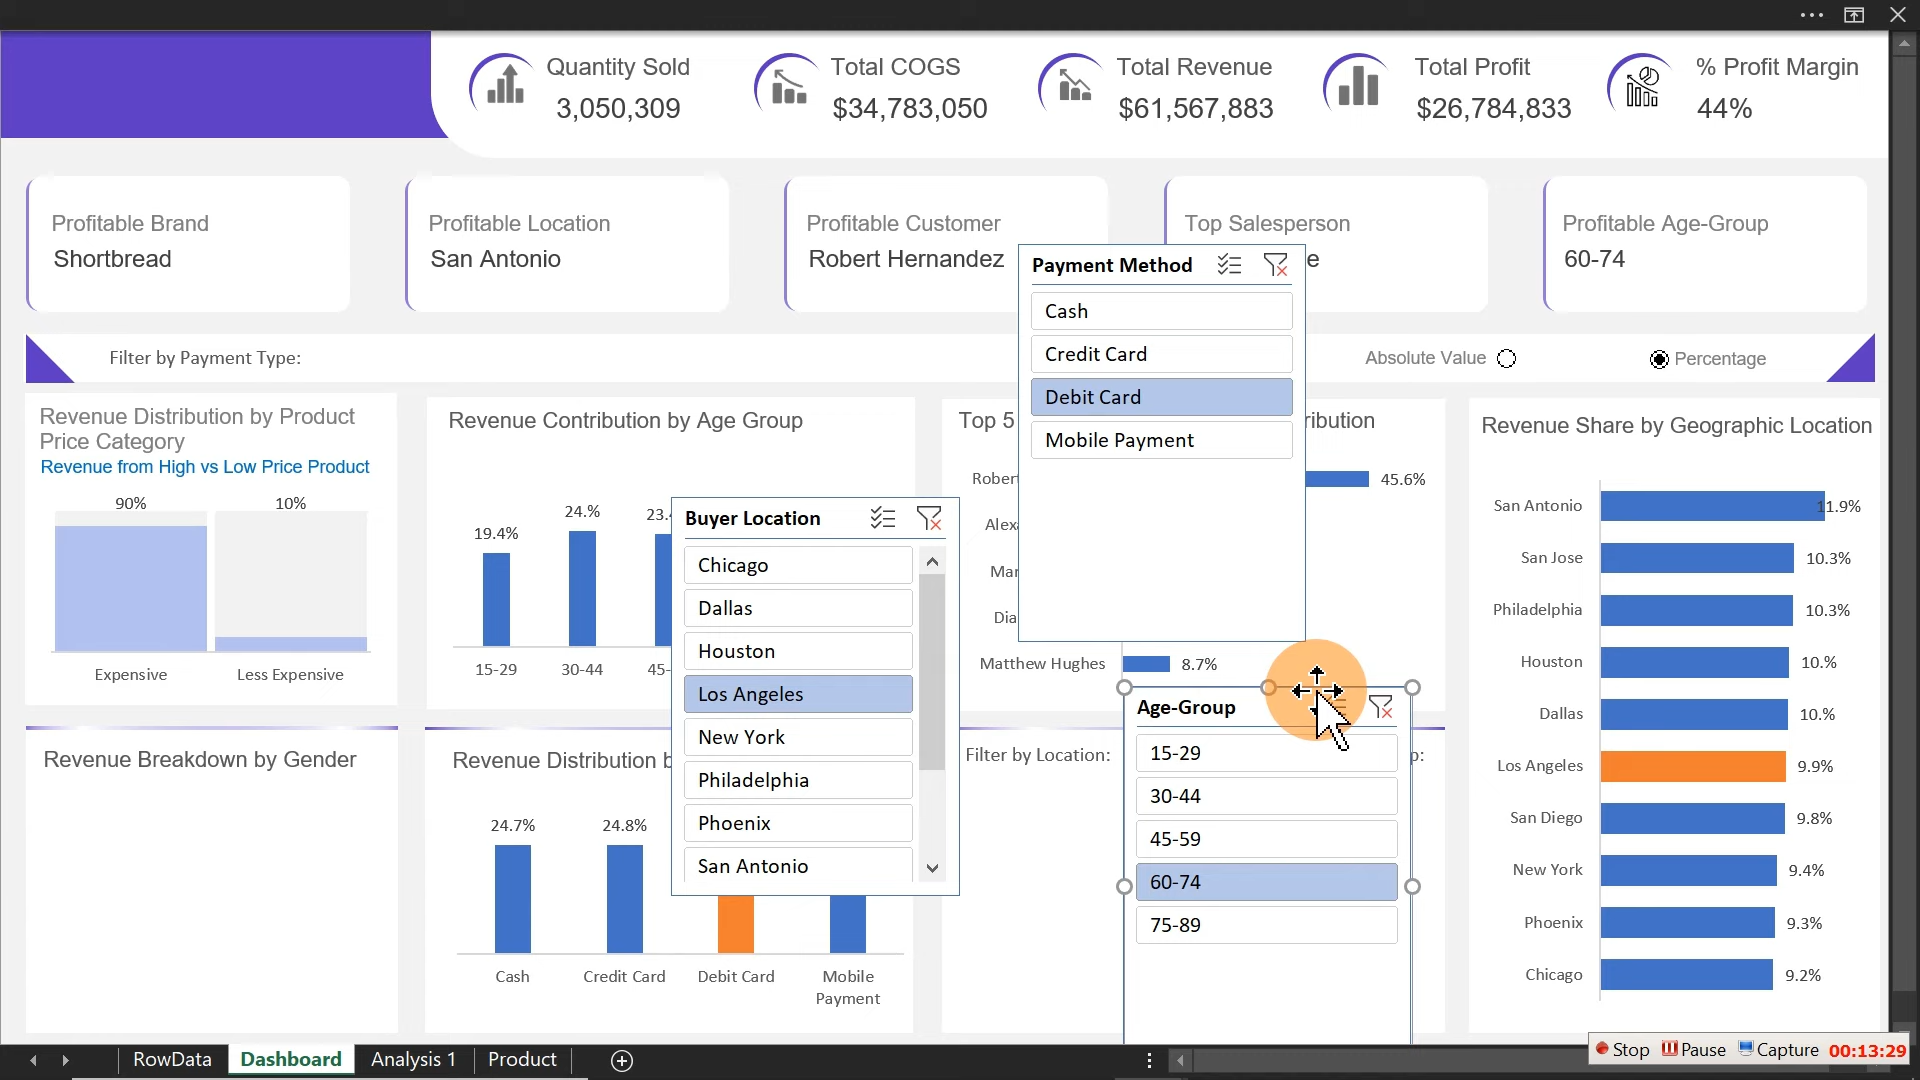 Quantity Sold
3,050,309
Total COGS
$34,783,050
Total Revenue
$61,567,883
Total Profit
$26,784,833
% Profit Margin
44%
Profitable Brand
Shortbread
Profitable Location
San Antonio
Profitable Customer
Robert Hernandez
Top Salesperson
e
Profitable Age-Group
60-74
Payment Method
Cash
Credit Card
Debit Card
Mobile Payment
Filter by Payment Type:
Absolute Value
Percentage
Revenue Distribution by Product
Price Category
Revenue from High vs Low Price Product
90%
10%
Expensive
Less Expensive
Revenue Contribution by Age Group
19.4%
24.%
23.
15-29
30-44
45-
Buyer Location
Chicago
Dallas
Houston
Los Angeles
New York
Philadelphia
Phoenix
San Antonio
Top 5
ribution
Robert
45.6%
Alex
Mar
Dia
Matthew Hughes
8.7%
Age-Group
15-29
30-44
45-59
60-74
75-89
Revenue Share by Geographic Location
San Antonio
11.9%
San Jose
10.3%
Philadelphia
10.3%
Houston
10.%
Dallas
10.%
Los Angeles
9.9%
San Diego
9.8%
New York
9.4%
Phoenix
9.3%
Chicago
9.2%
Revenue Breakdown by Gender
Revenue Distribution b
24.7%
24.8%
Cash
Credit Card
Debit Card
Mobile
Payment
Filter by Location:
p:
RowData
Dashboard
Analysis 1
Product
Stop
Pause
Capture
00:13:29